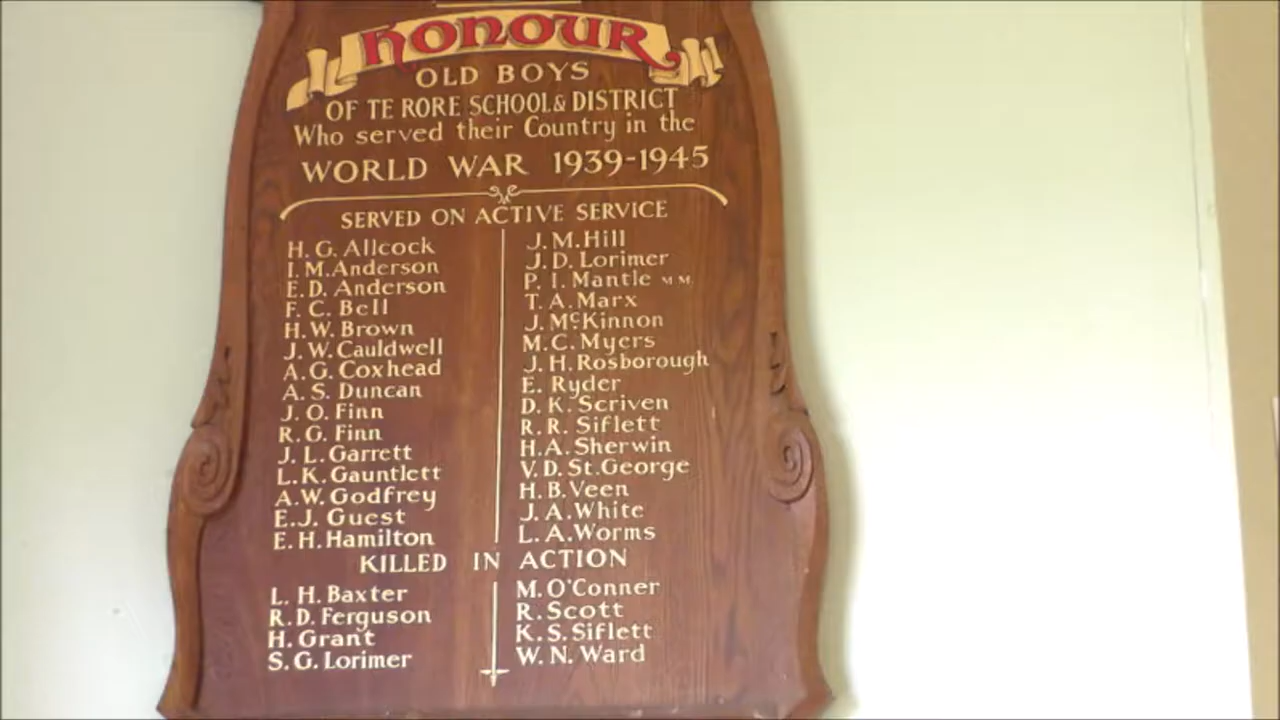 HONOUR
OLD BOYS
OF TE RORE SCHOOL & DISTRICT
Who served their Country in the
WORLD WAR 1939-1945
SERVED ON ACTIVE SERVICE
H. G. Allcock
I. M. Anderson
E. D. Anderson
F. C. Bell
H. W. Brown
J. W. Cauldwell
A. G. Coxhead
A. S. Duncan
J. O. Finn
R. G. Finn
J. L. Garrett
L. K. Gauntlett
A. W. Godfrey
E. J. Guest
E. H. Hamilton
J. M. Hill
J. D. Lorimer
P. I. Mantle M M
T. A. Marx
J. McKinnon
M. C. Myers
J. H. Rosborough
E. Ryder
D. K. Scriven
R. R. Siflett
H. A. Sherwin
V. D. St. George
H. B. Veen
J. A. White
L. A. Worms
KILLED IN ACTION
L. H. Baxter
R. D. Ferguson
H. Grant
S. G. Lorimer
M. O'Conner
R. Scott
K. S. Siflett
W. N. Ward